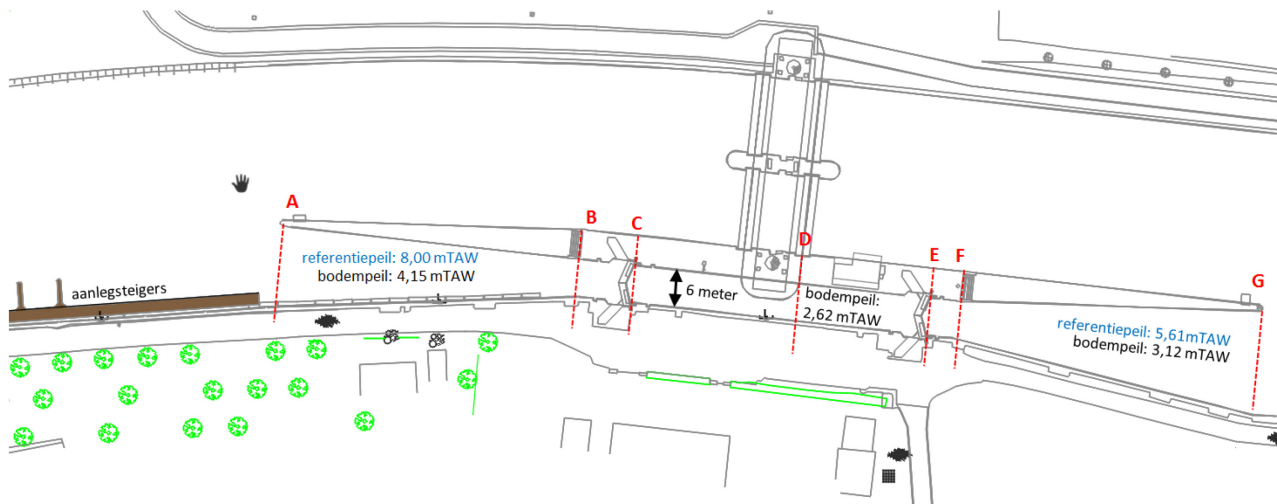 A
B
C
D
E
F
G
referentiepeil: 8,00 mTAW
bodempeil: 4,15 mTAW
aanlegsteigers
6 meter
bodempeil:
2,62 mTAW
referentiepeil: 5,61mTAW
bodempeil: 3,12 mTAW